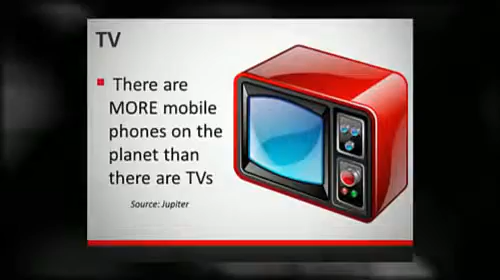 TV
There are
MORE mobile
phones on the
planet than
there are TVs
Source: Jupiter